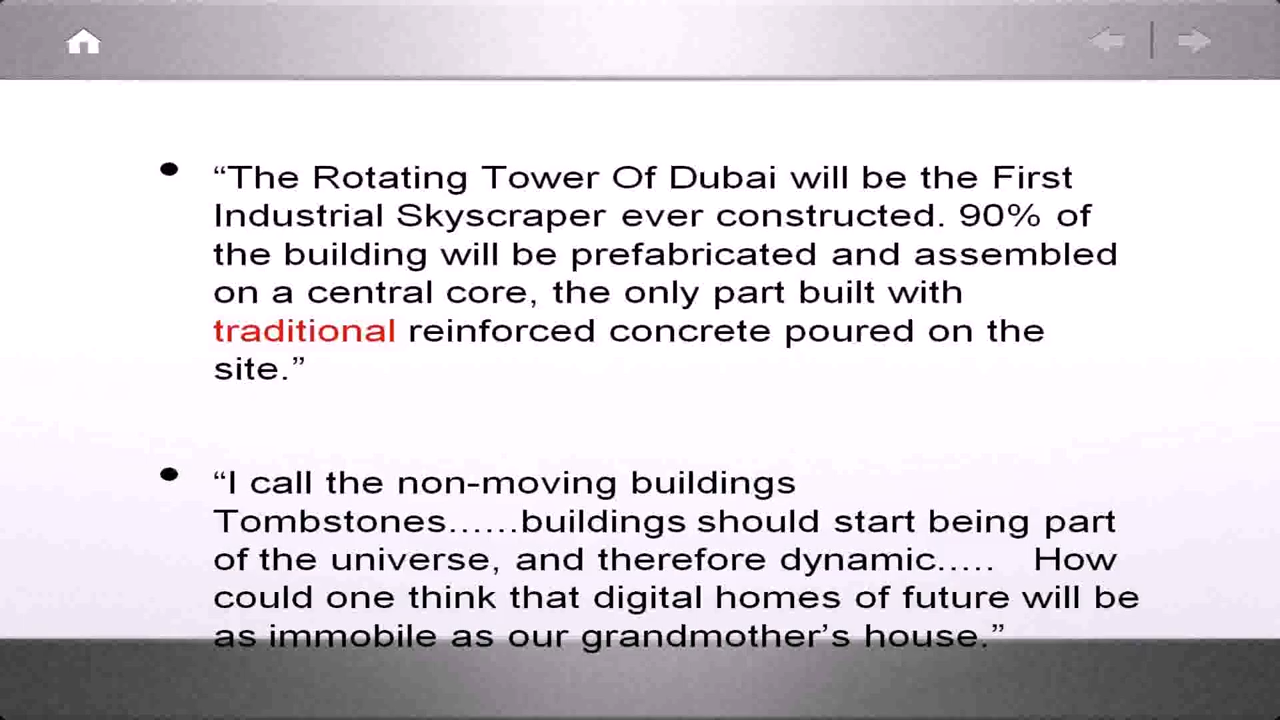 • “The Rotating Tower Of Dubai will be the First
Industrial Skyscraper ever constructed. 90% of
the building will be prefabricated and assembled
on a central core, the only part built with
traditional reinforced concrete poured on the
site.”
• “I call the non-moving buildings
Tombstones......buildings should start being part
of the universe, and therefore dynamic..... How
could one think that digital homes of future will be
as immobile as our grandmother’s house.”